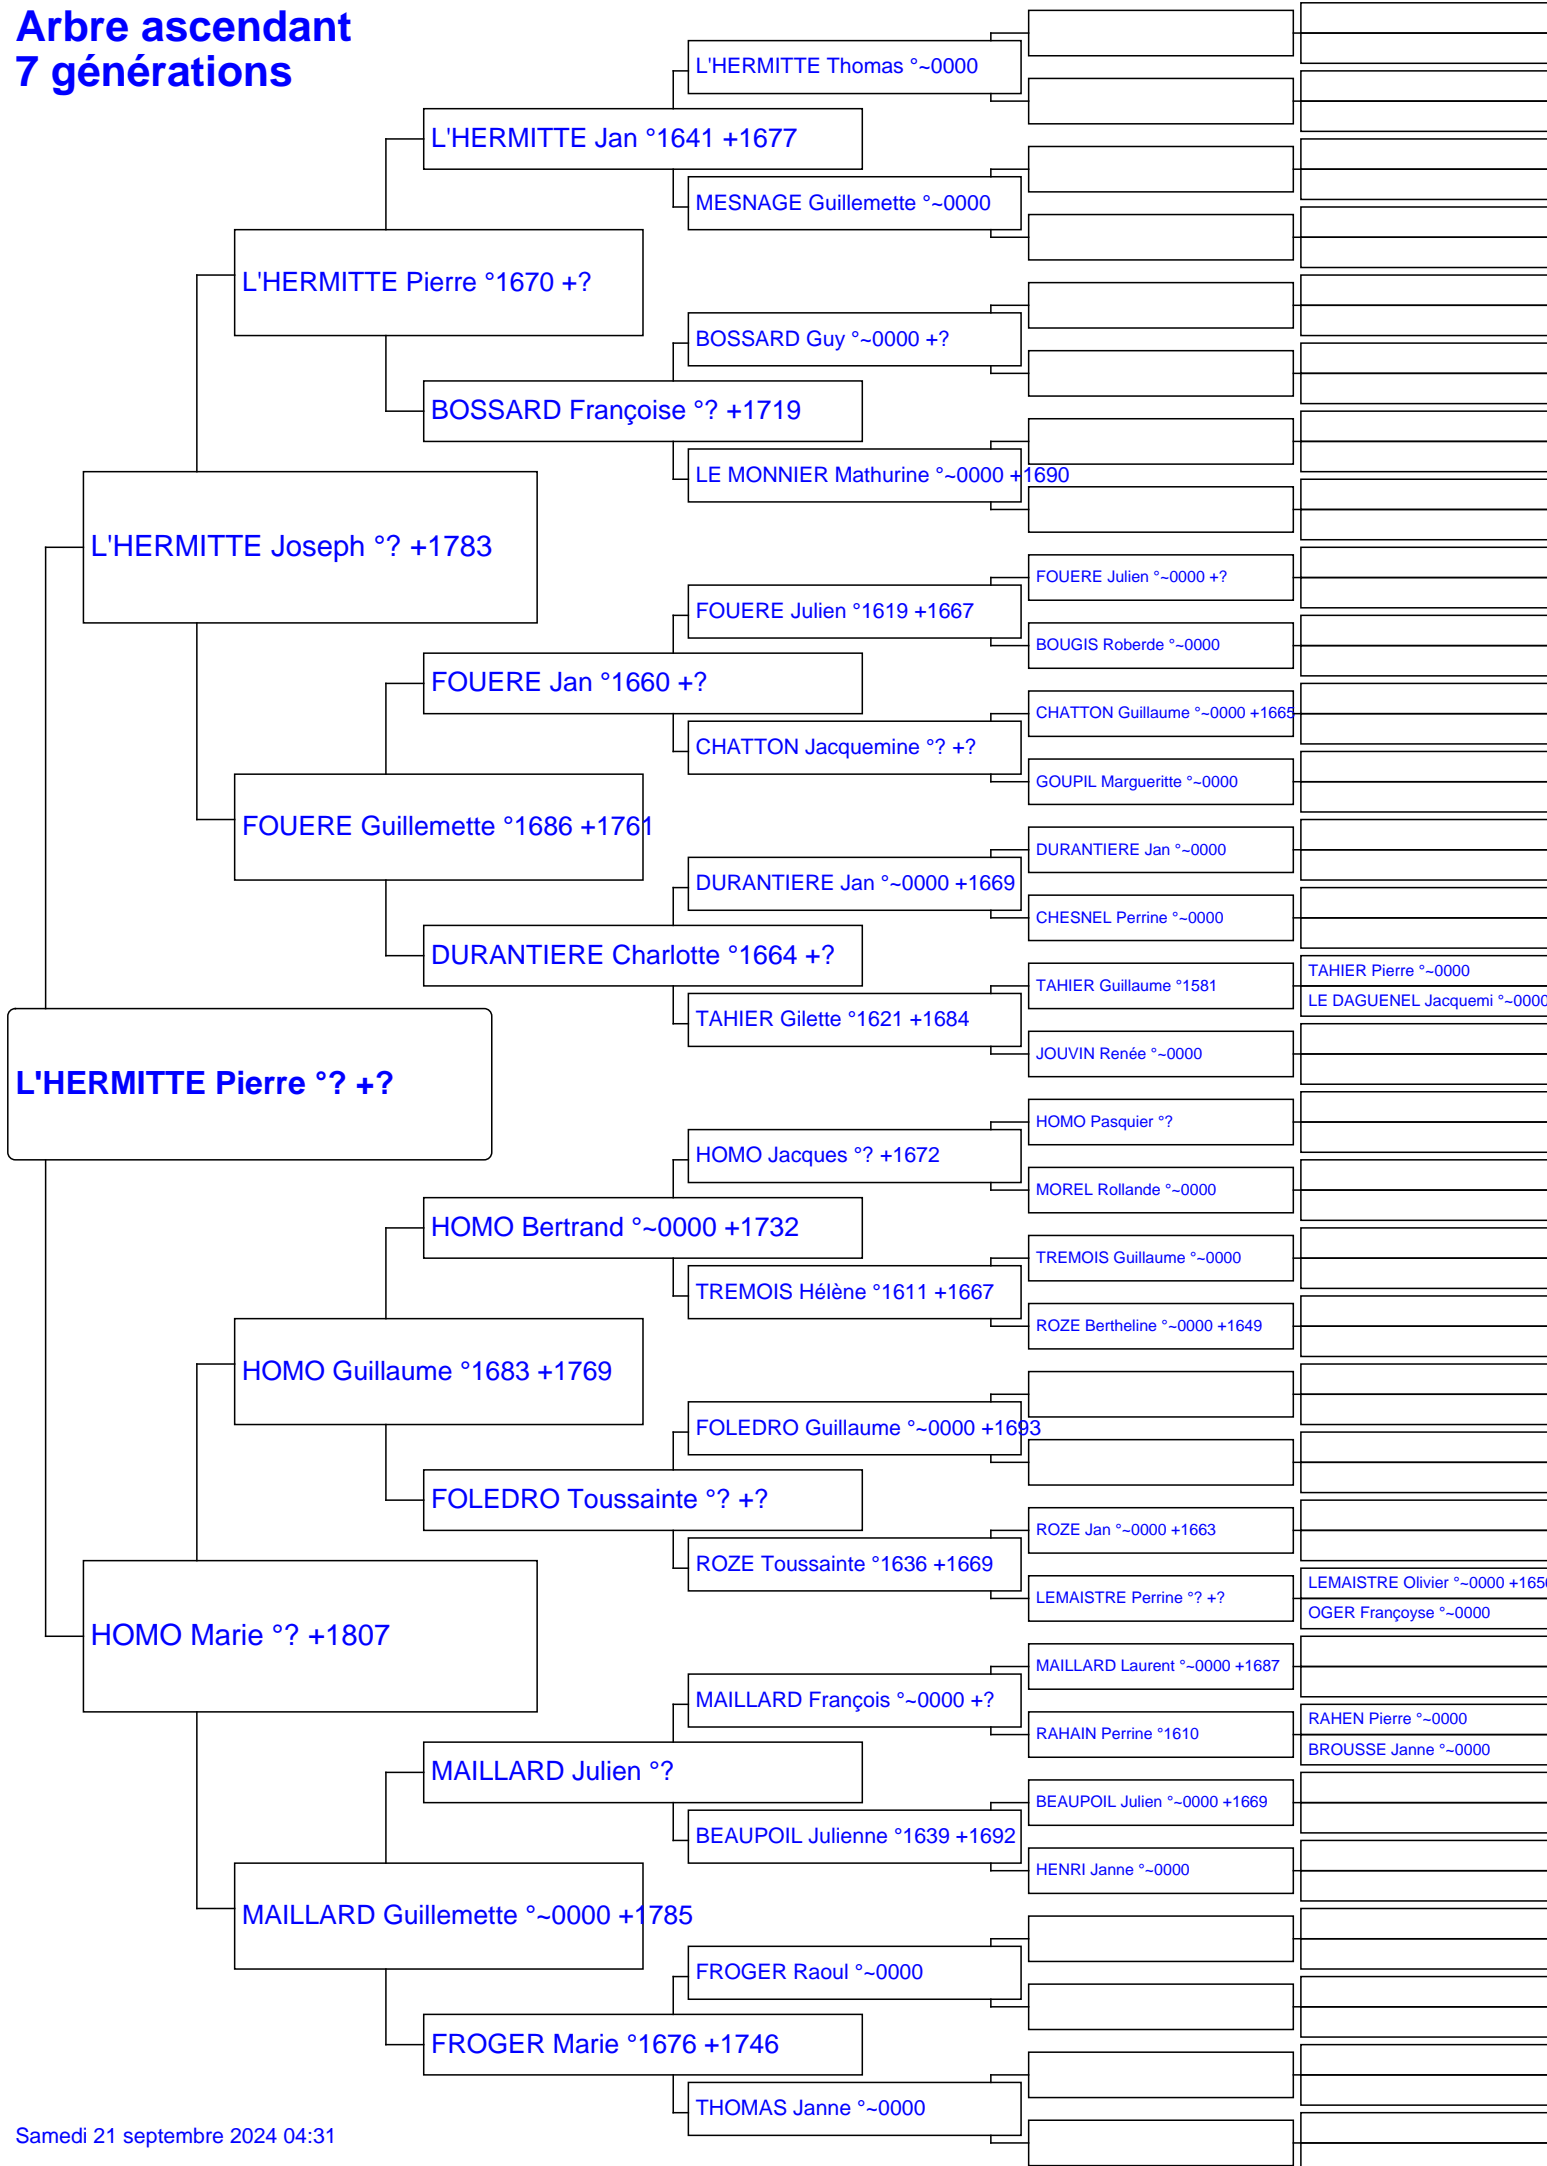 Arbre ascendant
7 générations
L'HERMITTE Thomas °~0000
L'HERMITTE Jan °1641 +1677
MESNAGE Guillemette °~0000
L'HERMITTE Pierre °1670 +?
BOSSARD Guy °~0000 +?
BOSSARD Françoise °? +1719
LE MONNIER Mathurine °~0000 +1690
L'HERMITTE Joseph °? +1783
FOUERE Julien °~0000 +?
FOUERE Julien °1619 +1667
BOUGIS Roberde °~0000
FOUERE Jan °1660 +?
CHATTON Guillaume °~0000 +1665
CHATTON Jacquemine °? +?
GOUPIL Margueritte °~0000
FOUERE Guillemette °1686 +1761
DURANTIERE Jan °~0000
DURANTIERE Jan °~0000 +1669
CHESNEL Perrine °~0000
DURANTIERE Charlotte °1664 +?
TAHIER Pierre °~0000
TAHIER Guillaume °1581
LE DAGUENEL Jacquemi °~0000
TAHIER Gilette °1621 +1684
JOUVIN Renée °~0000
L'HERMITTE Pierre °? +?
HOMO Pasquier °?
HOMO Jacques °? +1672
MOREL Rollande °~0000
HOMO Bertrand °~0000 +1732
TREMOIS Guillaume °~0000
TREMOIS Hélène °1611 +1667
ROZE Bertheline °~0000 +1649
HOMO Guillaume °1683 +1769
FOLEDRO Guillaume °~0000 +1693
FOLEDRO Toussainte °? +?
ROZE Jan °~0000 +1663
ROZE Toussainte °1636 +1669
LEMAISTRE Olivier °~0000
LEMAISTRE Perrine °? +?
OGER Françoyse °~0000
HOMO Marie °? +1807
MAILLARD Laurent °~0000 +1687
MAILLARD François °~0000 +?
RAHEN Pierre °~0000
RAHAIN Perrine °1610
BROUSSE Janne °~0000
MAILLARD Julien °?
BEAUPOIL Julien °~0000 +1669
BEAUPOIL Julienne °1639 +1692
HENRI Janne °~0000
MAILLARD Guillemette °~0000 +1785
FROGER Raoul °~0000
FROGER Marie °1676 +1746
THOMAS Janne °~0000
Samedi 21 septembre 2024 04:31